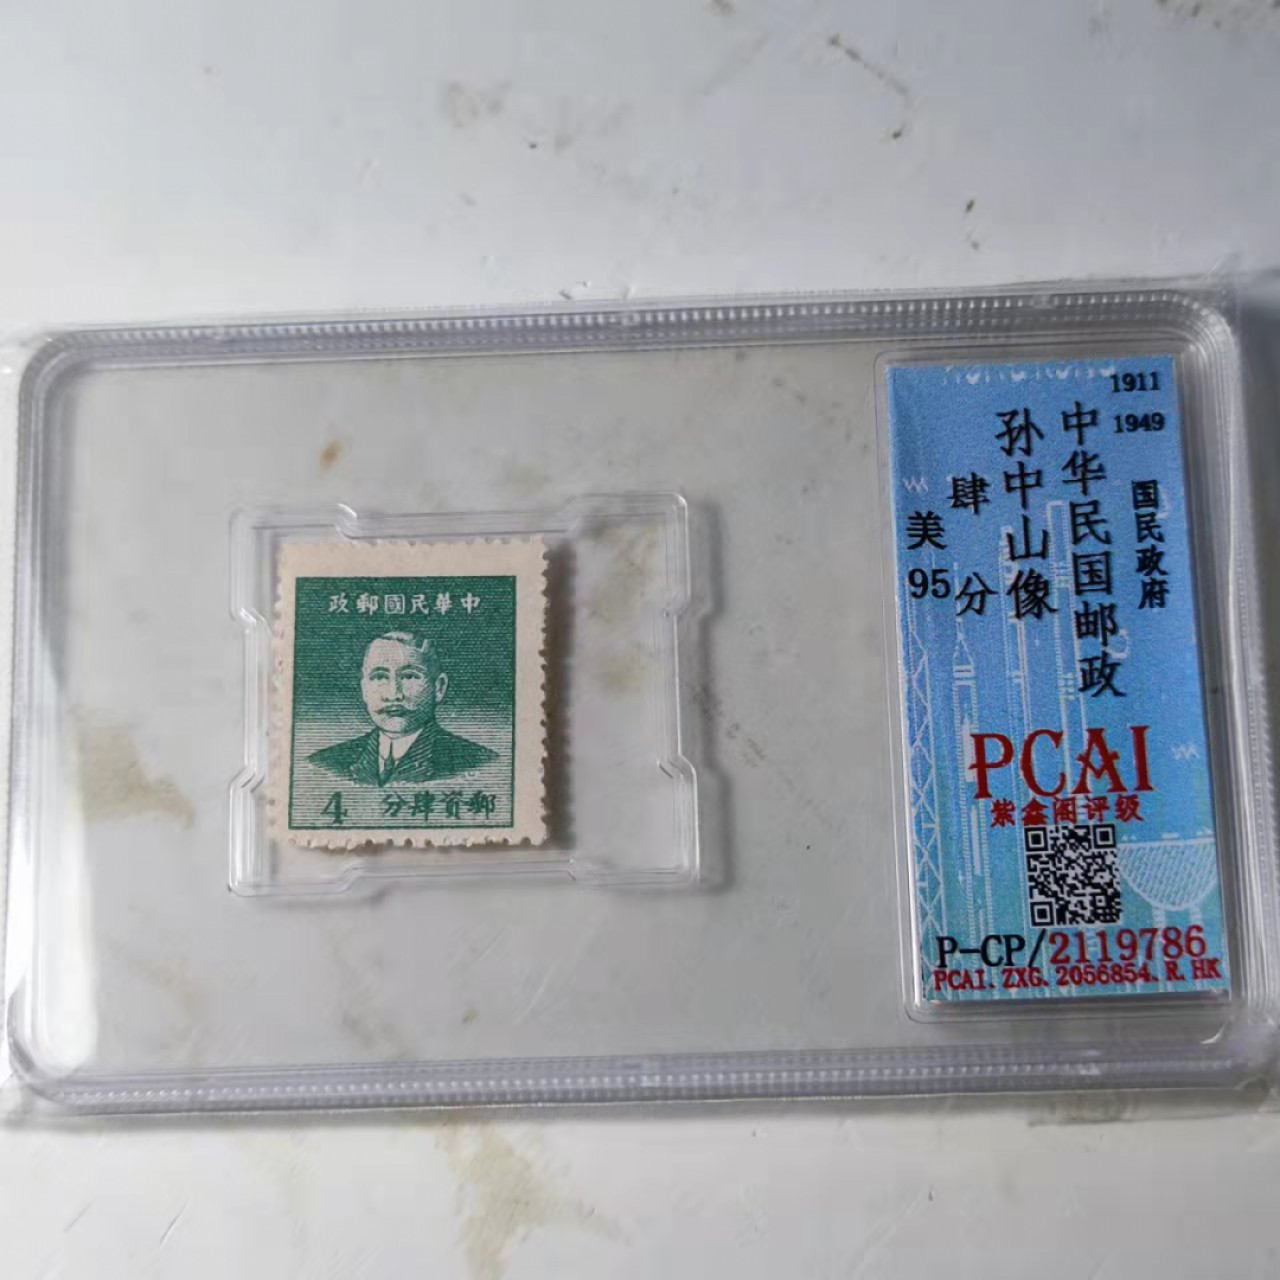 政郵國民華中
4 分肆資郵
1911
1949
国民政府
中华民国邮政
孙中山像
肆分
美
95
PCAI
紫鑫阁评级
P-CP/2119786
PCAI. ZXG. 2056854. R. HK